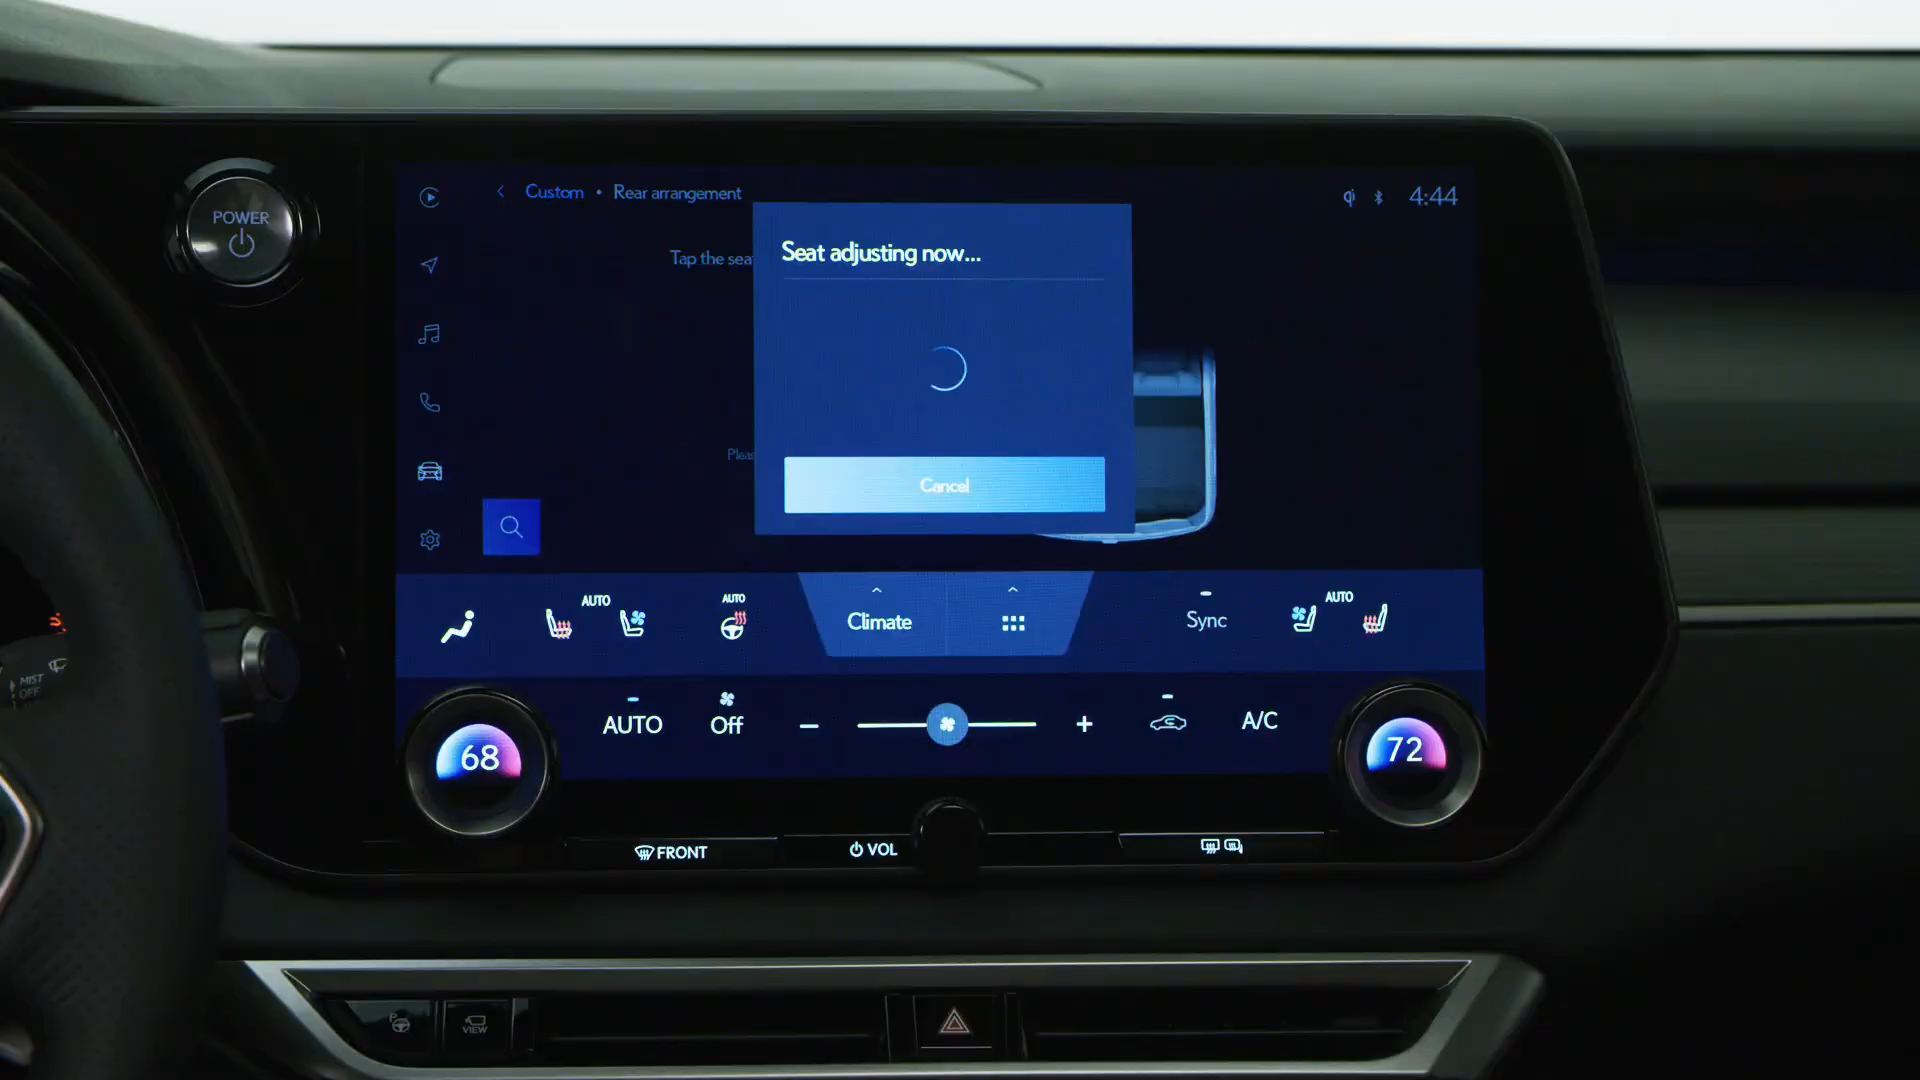 POWER
Custom • Rear arrangement
4:44
Tap the sea
Seat adjusting now...
Pleas
Cancel
AUTO
AUTO
AUTO
Climate
Sync
MIST
OFF
AUTO
Off
A/C
68
72
FRONT
VOL
VIEW
P